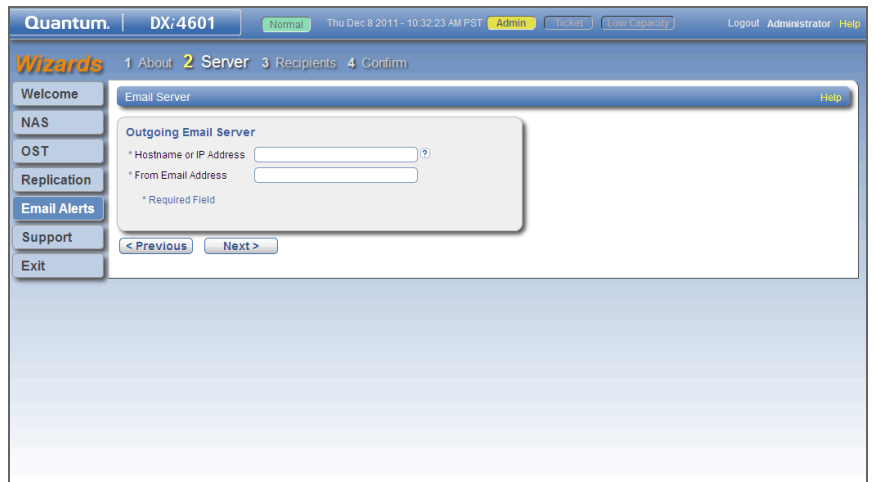 Quantum. DXi4601 Normal Thu Dec 8 2011 - 10:32:23 AM PST Admin Ticket Low Capacity Logout Administrator Help
Wizards 1 About 2 Server 3 Recipients 4 Confirm
Welcome
NAS
OST
Replication
Email Alerts
Support
Exit
Email Server Help
Outgoing Email Server
* Hostname or IP Address ?
* From Email Address
* Required Field
< Previous Next >